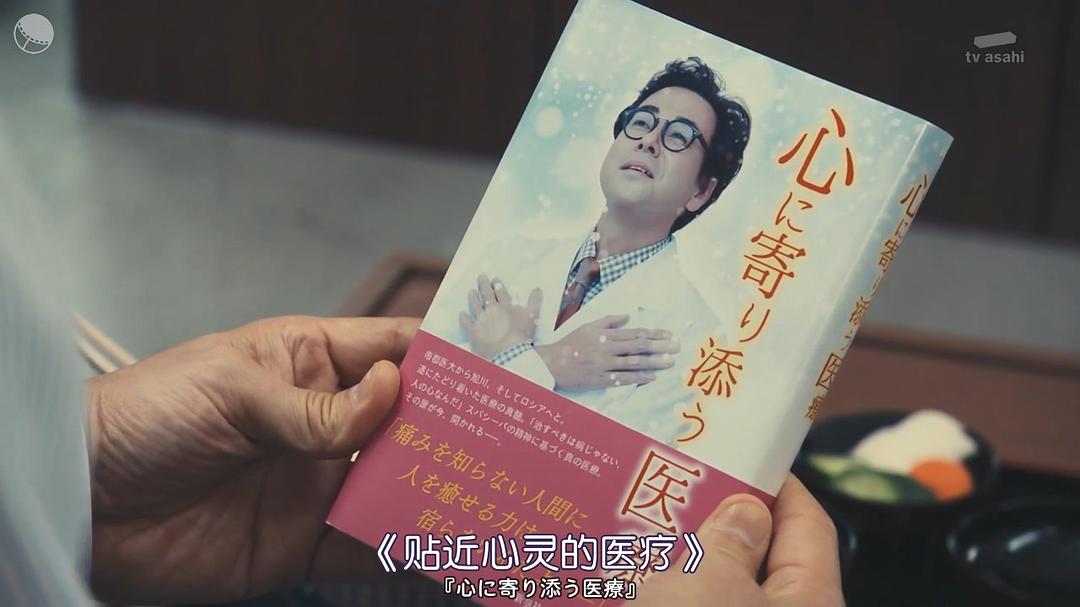 tv asahi
心に寄り添う医
心に寄り添う医療
帝都医大から旭川、そしてロシアへと。
遂にたどり着いた医療の真髄。「治すべきは病じゃない、
人の心なんだ」スパシーバの精神に基づく真の医療。
その扉が今、開かれる──。
「痛みを知らない人間に
人を癒せる力は
宿ら
《贴近心灵的医疗》
『心に寄り添う医療』